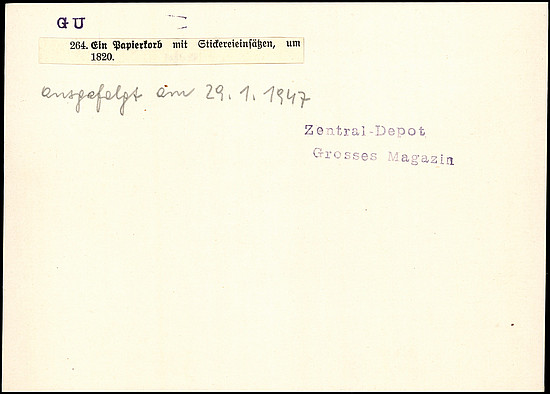 GU
264. Ein Papierkorb mit Stickereieinsätzen, um
1820.
ausgefolgt am 29. 1. 1947
Zentral-Depot
Grosses Magazin